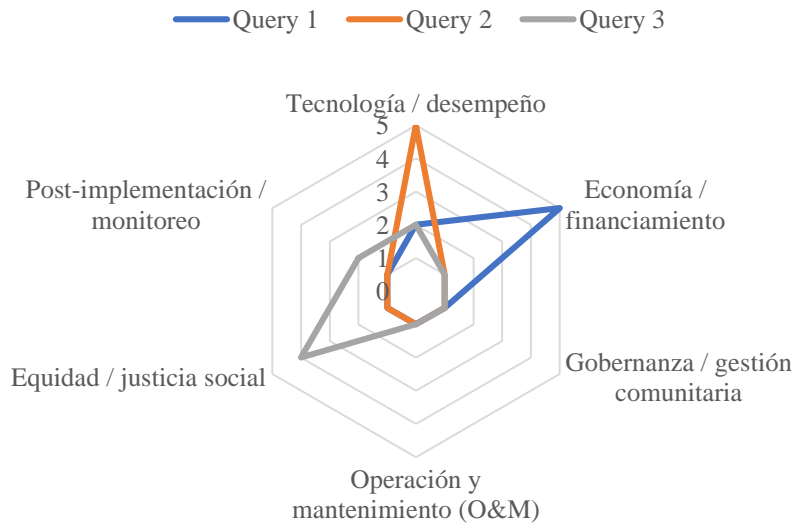 Query 1 Query 2 Query 3
Tecnología / desempeño
5
4
3
2
1
0
Economía /
financiamiento
Gobernanza / gestión
comunitaria
Operación y
mantenimiento (O&M)
Equidad / justicia social
Post-implementación /
monitoreo